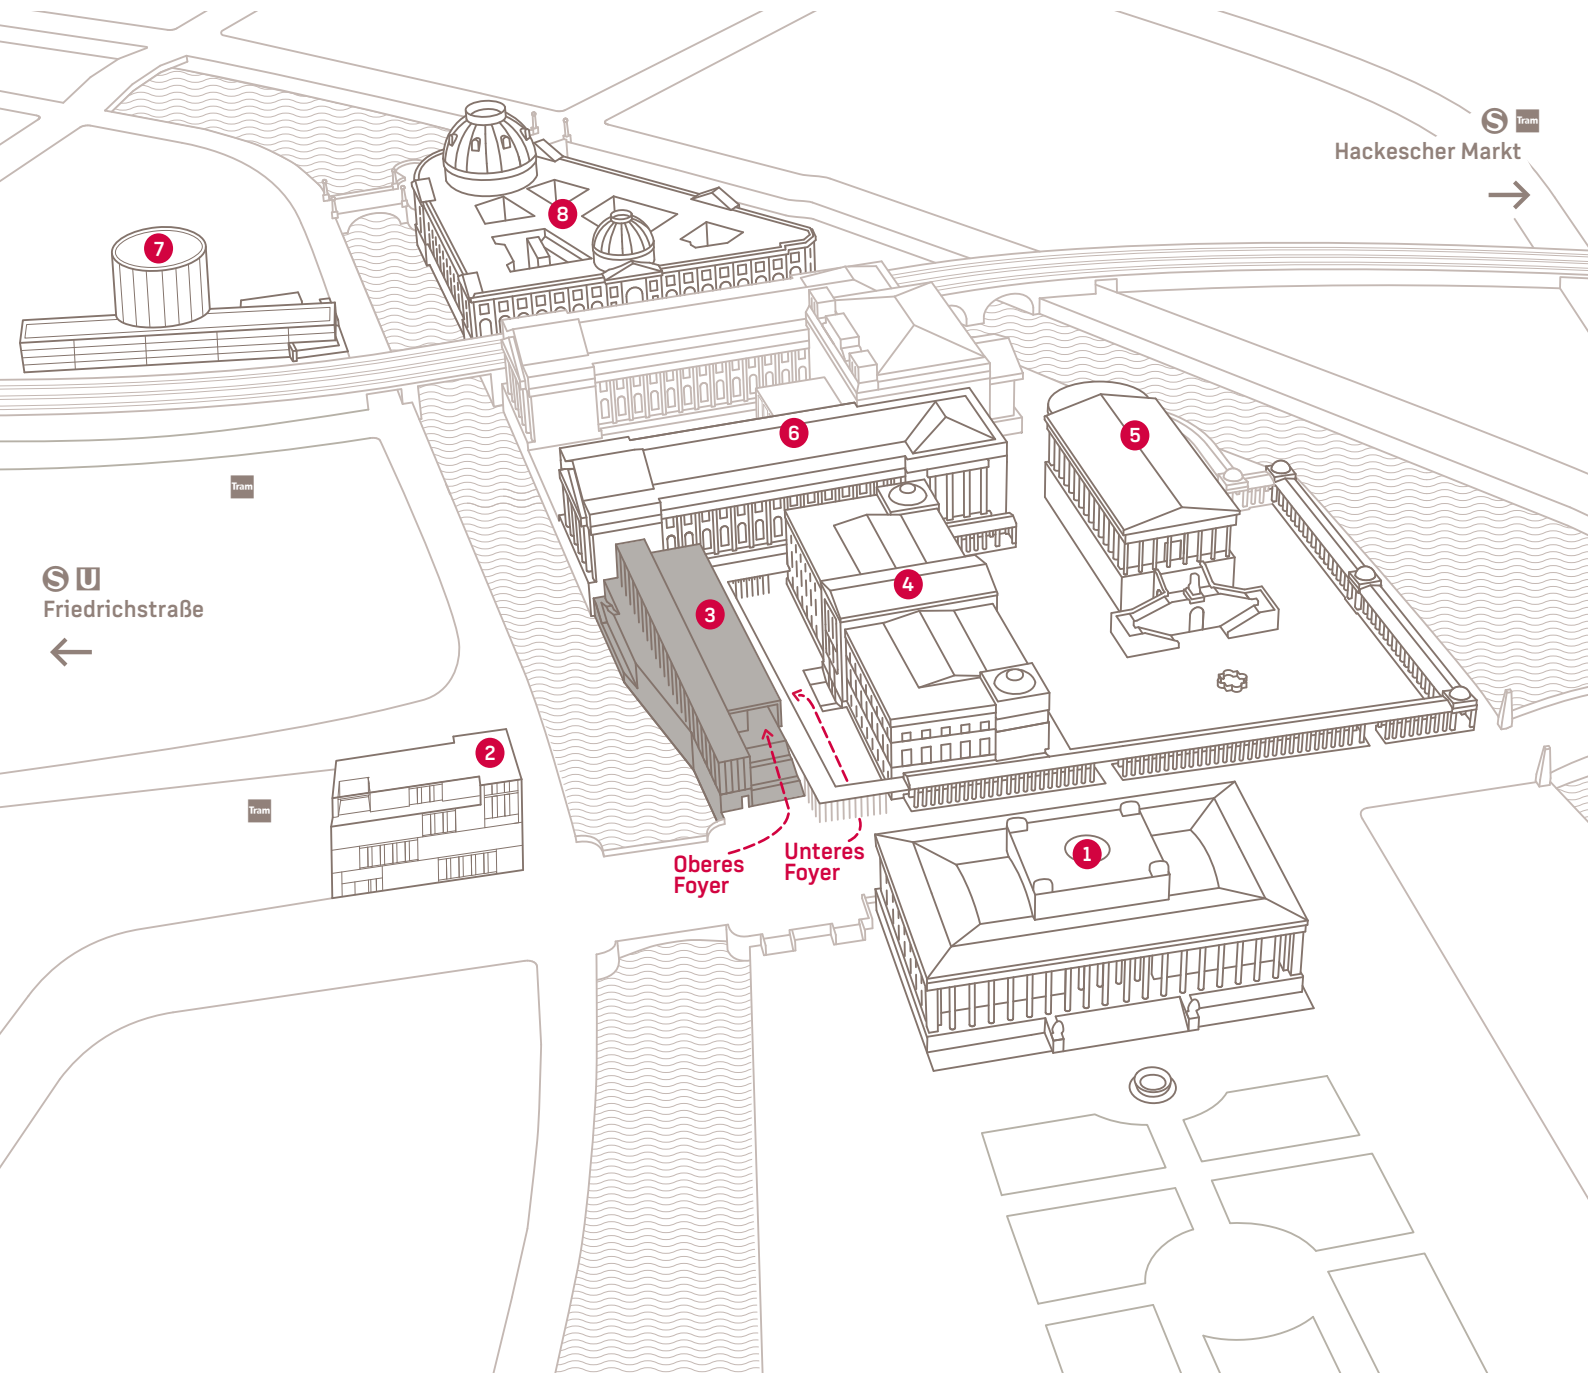 S Tram
Hackescher Markt
8
7
6
5
Tram
S U
Friedrichstraße
4
3
2
Tram
1
Oberes
Foyer
Unteres
Foyer